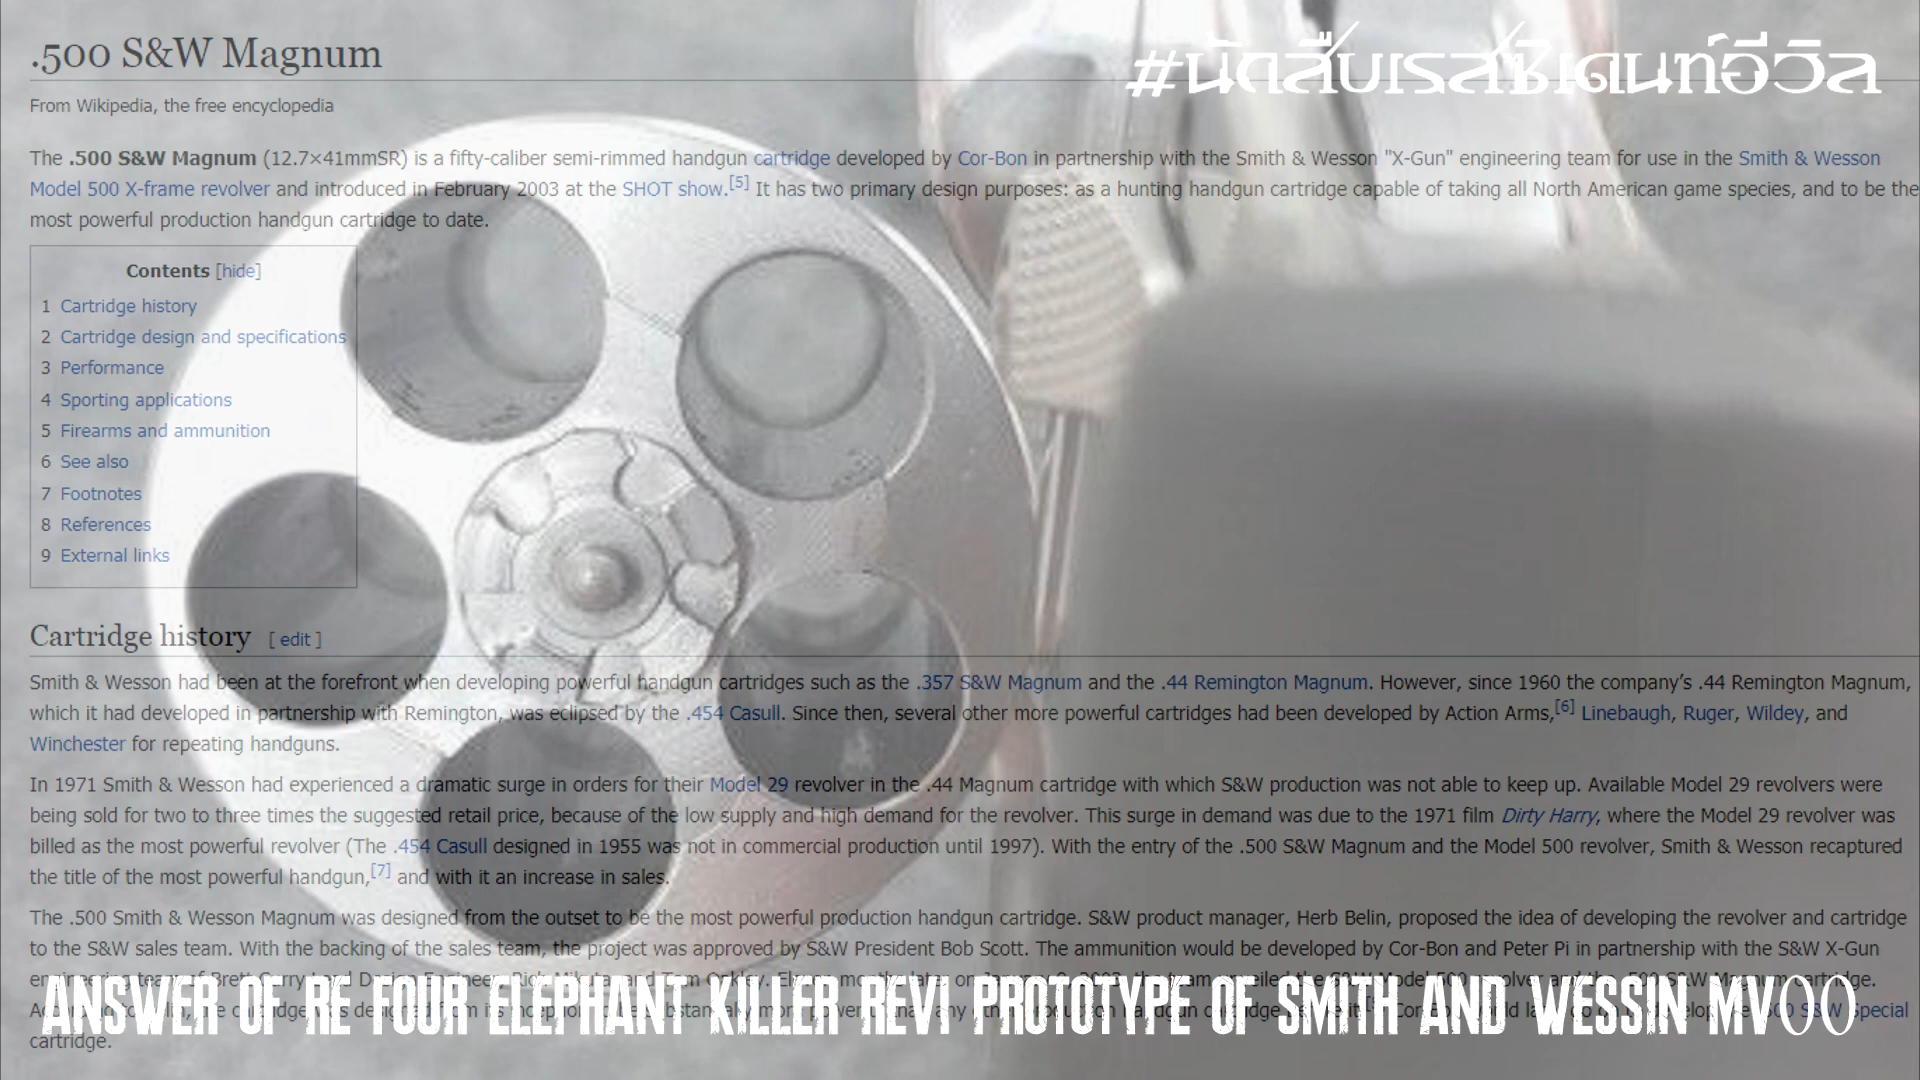 .500 S&W Magnum
#นัดสืบเรสซิเดนท์อีวิล
From Wikipedia, the free encyclopedia
The .500 S&W Magnum (12.7×41mmSR) is a fifty-caliber semi-rimmed handgun cartridge developed by Cor-Bon in partnership with the Smith & Wesson "X-Gun" engineering team for use in the Smith & Wesson
Model 500 X-frame revolver and introduced in February 2003 at the SHOT show.[5] It has two primary design purposes: as a hunting handgun cartridge capable of taking all North American game species, and to be the
most powerful production handgun cartridge to date.
Contents [hide]
1 Cartridge history
2 Cartridge design and specifications
3 Performance
4 Sporting applications
5 Firearms and ammunition
6 See also
7 Footnotes
8 References
9 External links
Cartridge history [ edit ]
Smith & Wesson had been at the forefront when developing powerful handgun cartridges such as the .357 S&W Magnum and the .44 Remington Magnum. However, since 1960 the company's .44 Remington Magnum,
which it had developed in partnership with Remington, was eclipsed by the .454 Casull. Since then, several other more powerful cartridges had been developed by Action Arms,[6] Linebaugh, Ruger, Wildey, and
Winchester for repeating handguns.
In 1971 Smith & Wesson had experienced a dramatic surge in orders for their Model 29 revolver in the .44 Magnum cartridge with which S&W production was not able to keep up. Available Model 29 revolvers were
being sold for two to three times the suggested retail price, because of the low supply and high demand for the revolver. This surge in demand was due to the 1971 film Dirty Harry, where the Model 29 revolver was
billed as the most powerful revolver (The .454 Casull designed in 1955 was not in commercial production until 1997). With the entry of the .500 S&W Magnum and the Model 500 revolver, Smith & Wesson recaptured
the title of the most powerful handgun,[7] and with it an increase in sales.
The .500 Smith & Wesson Magnum was designed from the outset to be the most powerful production handgun cartridge. S&W product manager, Herb Belin, proposed the idea of developing the revolver and cartridge
to the S&W sales team. With the backing of the sales team, the project was approved by S&W President Bob Scott. The ammunition would be developed by Cor-Bon and Peter Pi in partnership with the S&W X-Gun
cartridge.
ANSWER OF RE FOUR ELEPHANT KILLER REVI PROTOTYPE OF SMITH AND WESSIN MV00